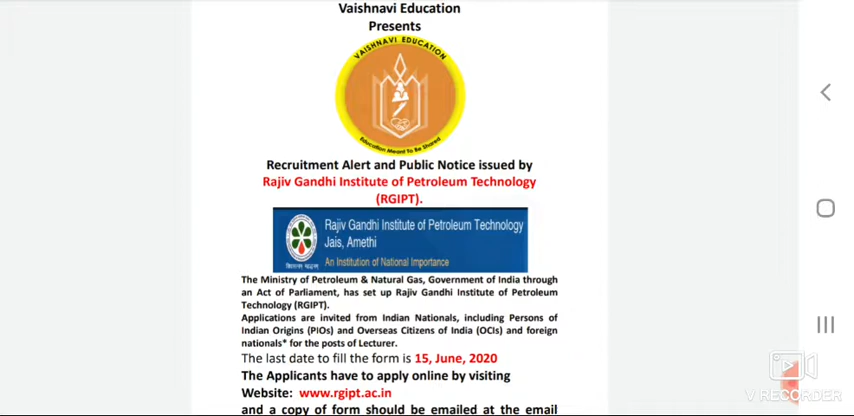 Vaishnavi Education
Presents
VAISHNAVI EDUCATION
Education Meant To Be Shared
Recruitment Alert and Public Notice issued by
Rajiv Gandhi Institute of Petroleum Technology
(RGIPT).
Rajiv Gandhi Institute of Petroleum Technology
Jais, Amethi
An Institution of National Importance
The Ministry of Petroleum & Natural Gas, Government of India through
an Act of Parliament, has set up Rajiv Gandhi Institute of Petroleum
Technology (RGIPT).
Applications are invited from Indian Nationals, including Persons of
Indian Origins (PIOs) and Overseas Citizens of India (OCIs) and foreign
nationals* for the posts of Lecturer.
The last date to fill the form is 15, June, 2020
The Applicants have to apply online by visiting
Website: www.rgipt.ac.in
and a copy of form should be emailed at the email
V RECORDER